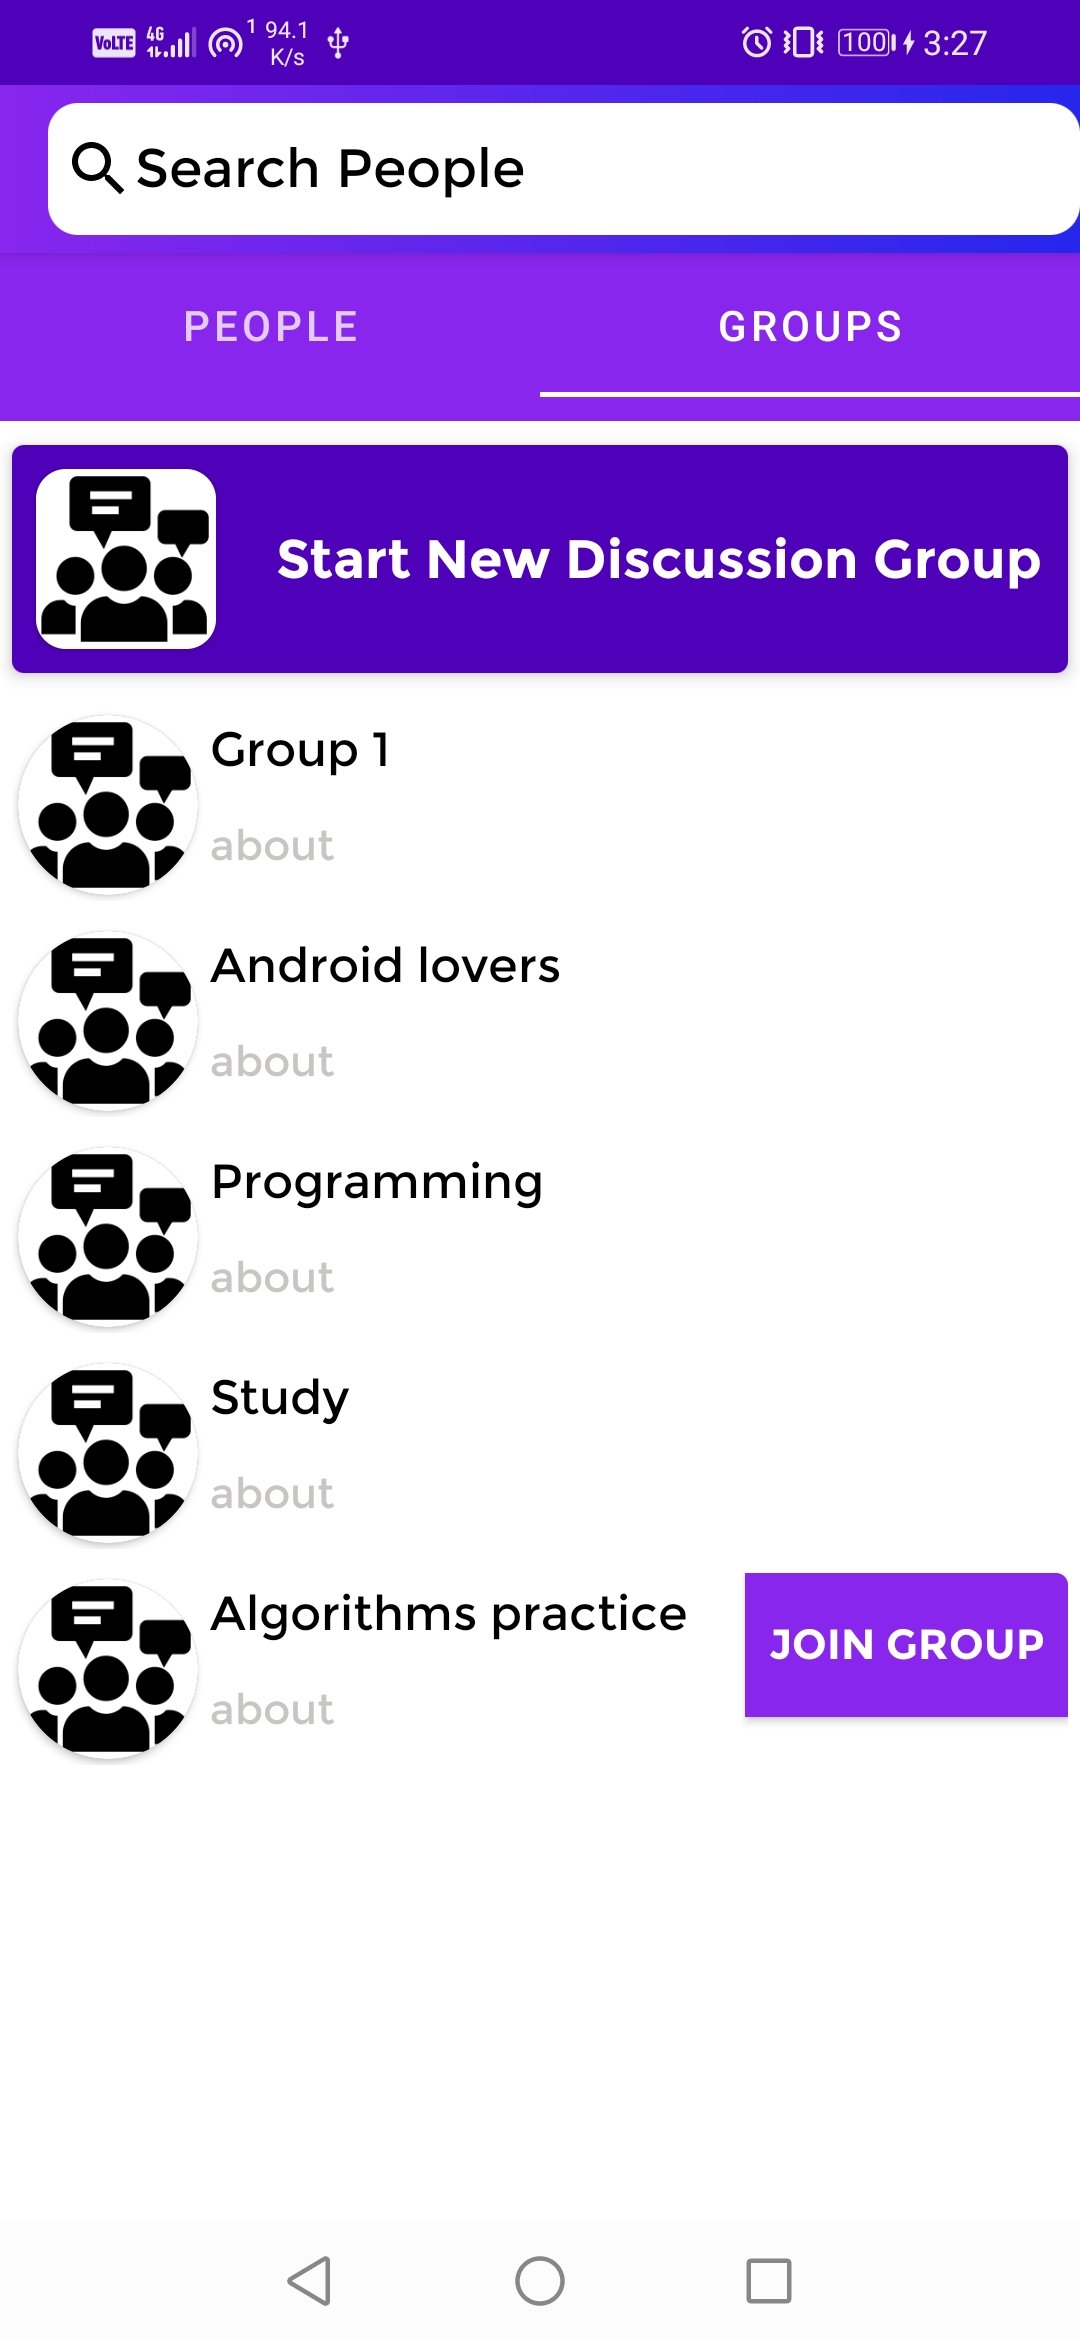 VoLTE 4G 1 94.1 K/s 100 3:27
Search People
PEOPLE GROUPS
Start New Discussion Group
Group 1
about
Android lovers
about
Programming
about
Study
about
Algorithms practice
JOIN GROUP
about